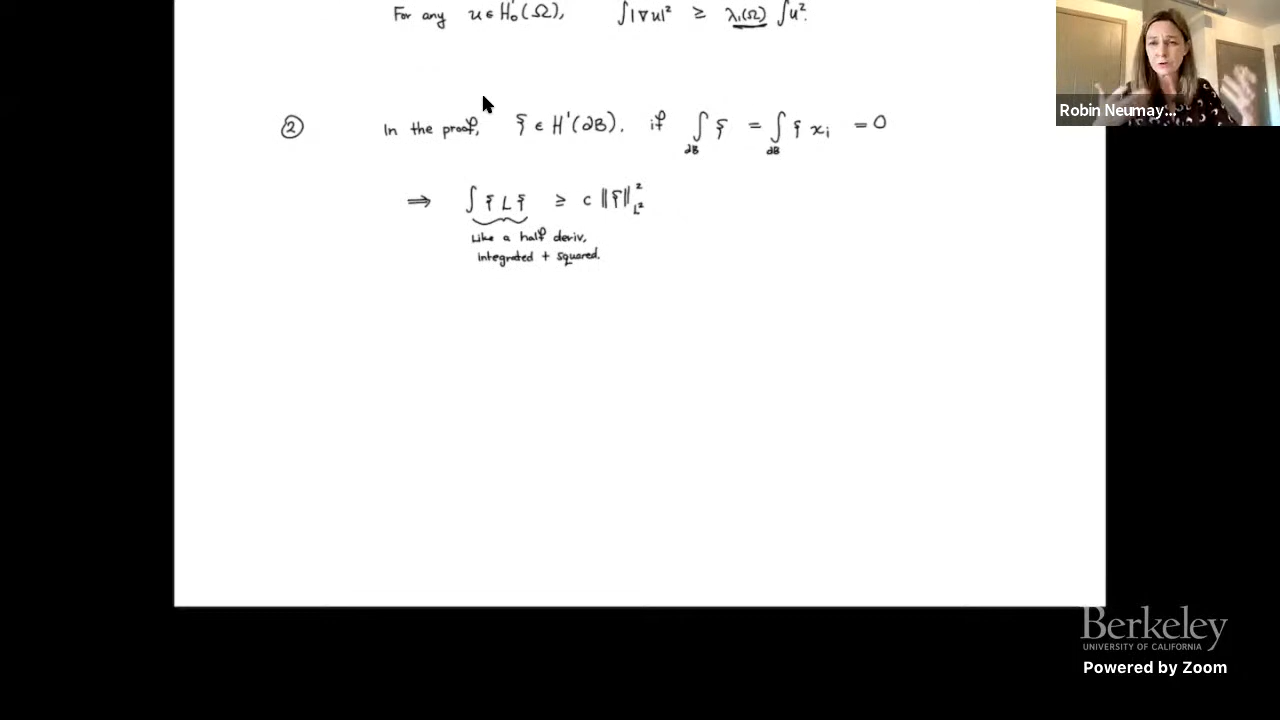 For any u ∈ H₀¹(Ω), ∫|∇u|² ≥ λ₁(Ω) ∫u².
Robin Neumay...
② In the proof, ξ ∈ H¹(∂B). if ∫_{∂B} ξ = ∫_{∂B} ξ xᵢ = 0
⟹ ∫ ξ L ξ ≥ c ‖ξ‖²_{L²}
Like a half deriv,
integrated + squared.
Berkeley
UNIVERSITY OF CALIFORNIA
Powered by Zoom